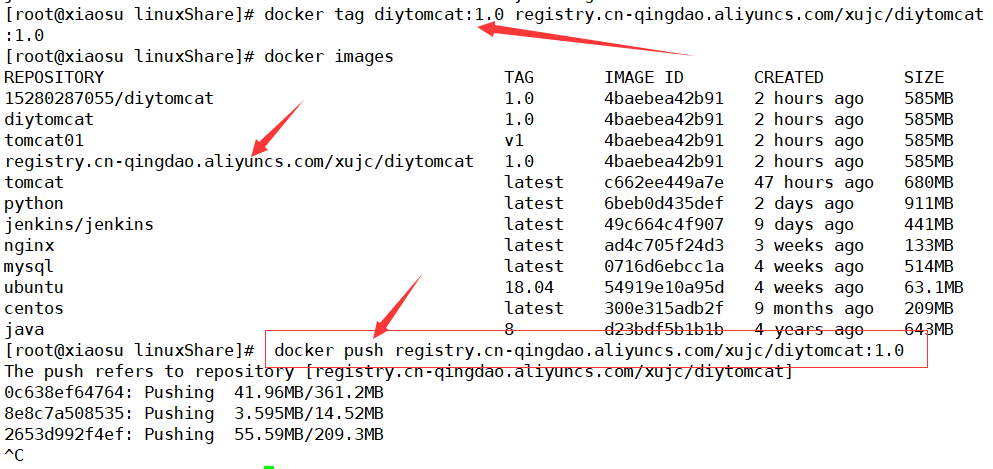 [root@xiaosu linuxShare]# docker tag diytomcat:1.0 registry.cn-qingdao.aliyuncs.com/xujc/diytomcat
:1.0
[root@xiaosu linuxShare]# docker images
REPOSITORY TAG IMAGE ID CREATED SIZE
15280287055/diytomcat 1.0 4baebea42b91 2 hours ago 585MB
diytomcat 1.0 4baebea42b91 2 hours ago 585MB
tomcat01 v1 4baebea42b91 2 hours ago 585MB
registry.cn-qingdao.aliyuncs.com/xujc/diytomcat 1.0 4baebea42b91 2 hours ago 585MB
tomcat latest c662ee449a7e 47 hours ago 680MB
python latest 6beb0d435def 2 days ago 911MB
jenkins/jenkins latest 49c664c4f907 9 days ago 441MB
nginx latest ad4c705f24d3 3 weeks ago 133MB
mysql latest 0716d6ebcc1a 4 weeks ago 514MB
ubuntu 18.04 54919e10a95d 4 weeks ago 63.1MB
centos latest 300e315adb2f 9 months ago 209MB
java 8 d23bdf5b1b1b 4 years ago 643MB
[root@xiaosu linuxShare]# docker push registry.cn-qingdao.aliyuncs.com/xujc/diytomcat:1.0
The push refers to repository [registry.cn-qingdao.aliyuncs.com/xujc/diytomcat]
0c638ef64764: Pushing 41.96MB/361.2MB
8e8c7a508535: Pushing 3.595MB/14.52MB
2653d992f4ef: Pushing 55.59MB/209.3MB
^C